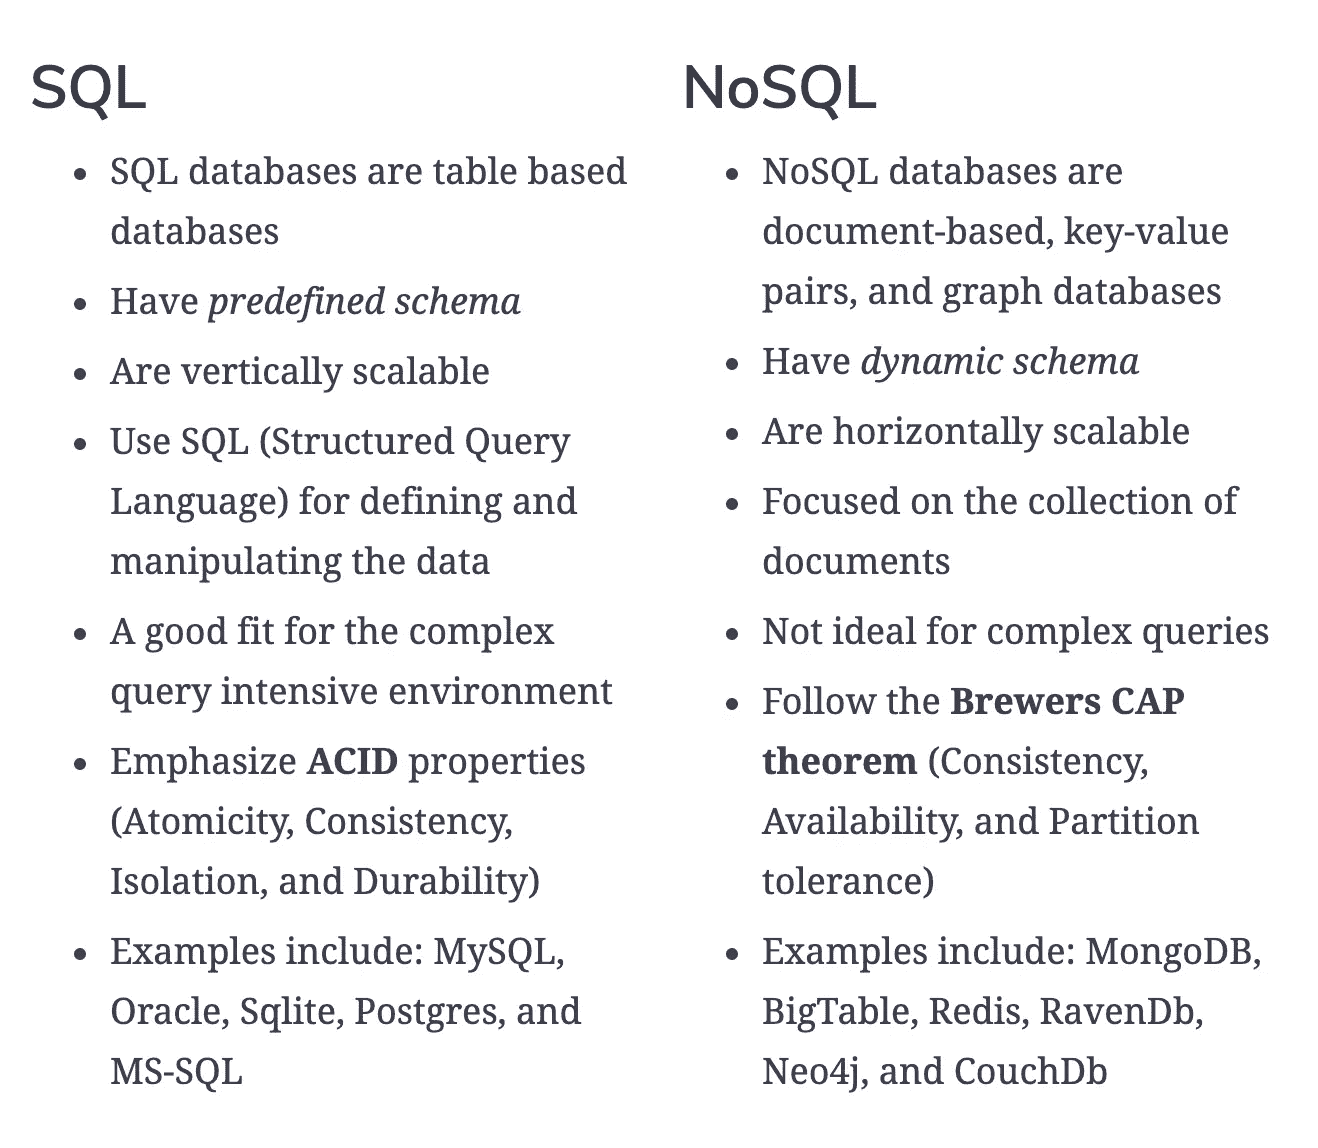 SQL
• SQL databases are table based
databases
• Have predefined schema
• Are vertically scalable
• Use SQL (Structured Query
Language) for defining and
manipulating the data
• A good fit for the complex
query intensive environment
• Emphasize ACID properties
(Atomicity, Consistency,
Isolation, and Durability)
• Examples include: MySQL,
Oracle, Sqlite, Postgres, and
MS-SQL
NoSQL
• NoSQL databases are
document-based, key-value
pairs, and graph databases
• Have dynamic schema
• Are horizontally scalable
• Focused on the collection of
documents
• Not ideal for complex queries
• Follow the Brewers CAP
theorem (Consistency,
Availability, and Partition
tolerance)
• Examples include: MongoDB,
BigTable, Redis, RavenDb,
Neo4j, and CouchDb